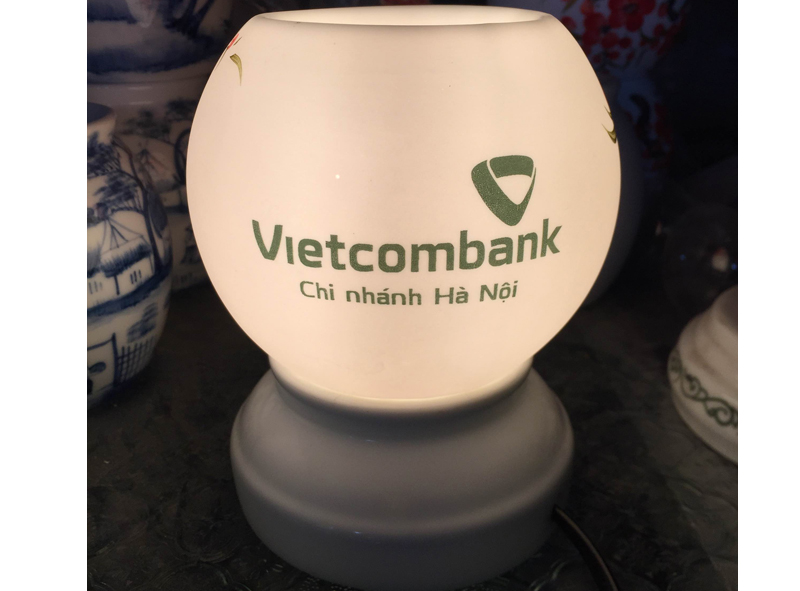 Vietcombank
Chi nhánh Hà Nội